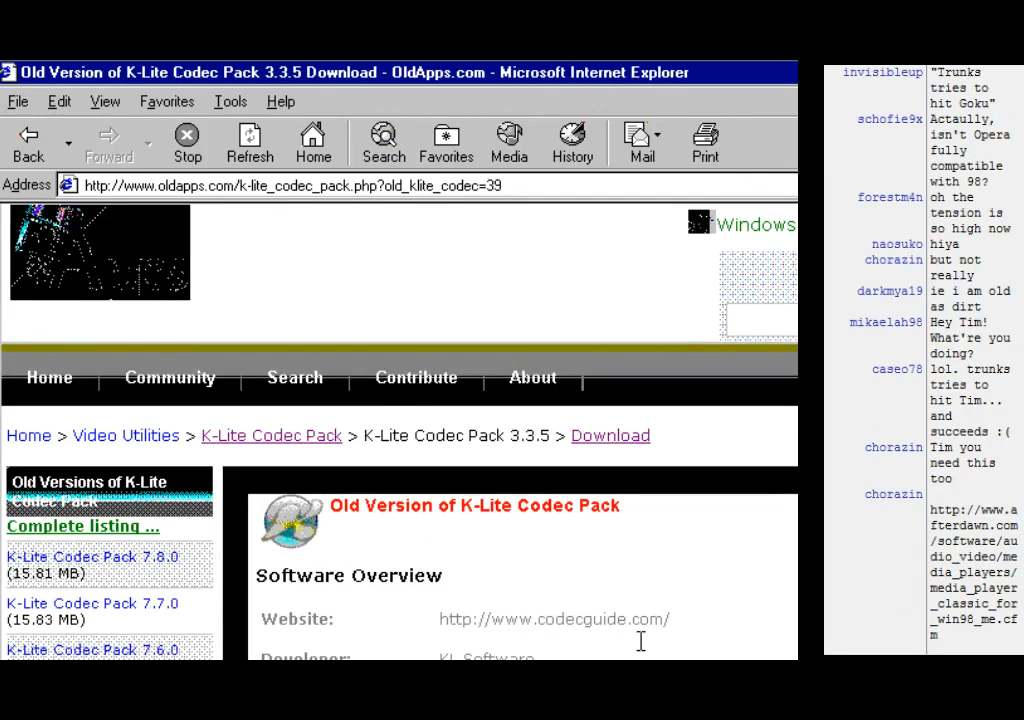 Old Version of K-Lite Codec Pack 3.3.5 Download - OldApps.com - Microsoft Internet Explorer
File Edit View Favorites Tools Help
Back Forward Stop Refresh Home Search Favorites Media History Mail Print
Address http://www.oldapps.com/k-lite_codec_pack.php?old_klite_codec=39
Windows
Home Community Search Contribute About
Home > Video Utilities > K-Lite Codec Pack > K-Lite Codec Pack 3.3.5 > Download
Old Versions of K-Lite
Codec Pack
Complete listing ...
K-Lite Codec Pack 7.8.0
(15.81 MB)
K-Lite Codec Pack 7.7.0
(15.83 MB)
K-Lite Codec Pack 7.6.0
Old Version of K-Lite Codec Pack
Software Overview
Website: http://www.codecguide.com/
Developer: KL Software
invisibleup "Trunks
tries to
hit Goku"
schofie9x Actaully,
isn't Opera
fully
compatible
with 98?
forestm4n oh the
tension is
so high now
naosuko hiya
chorazin but not
really
darkmya19 ie i am old
as dirt
mikaelah98 Hey Tim!
What're you
doing?
caseo78 lol. trunks
tries to
hit Tim...
and
succeeds :(
chorazin Tim you
need this
too
chorazin
http://www.a
fterdawn.com
/software/au
dio_video/me
dia_players/
media_player
_classic_for
_win98_me.cf
m